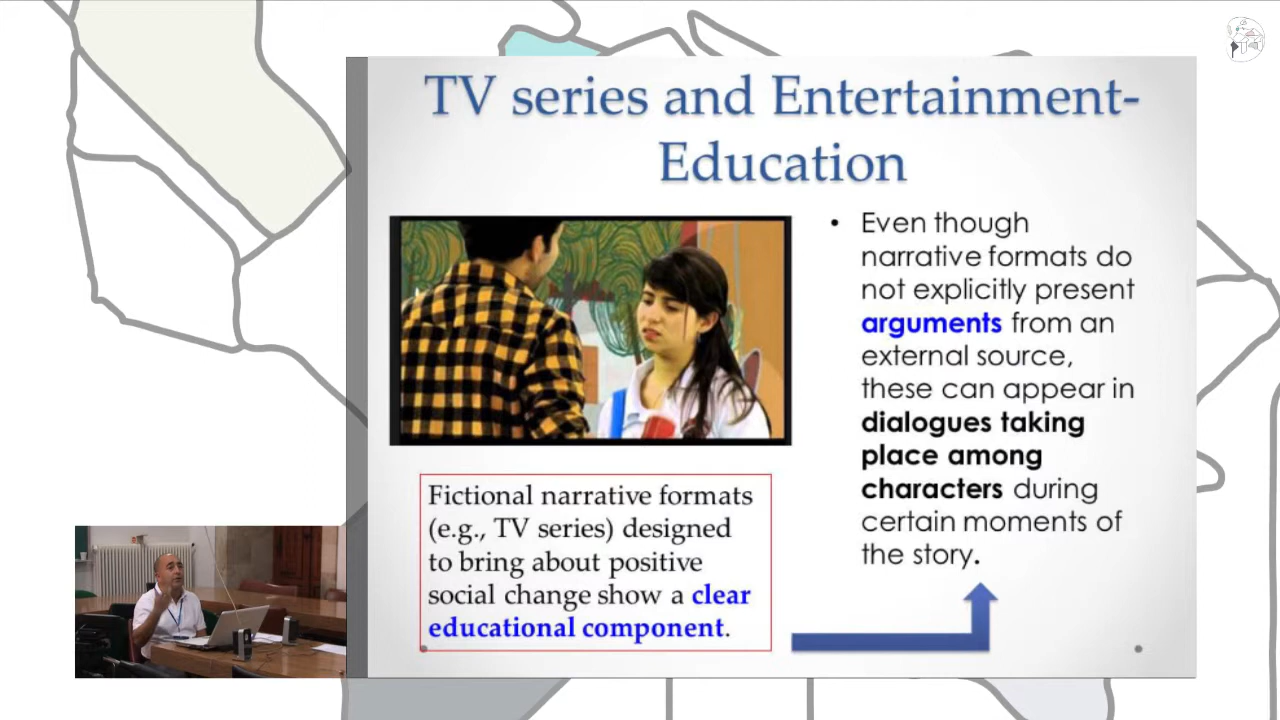 TV series and Entertainment-
Education
Fictional narrative formats
(e.g., TV series) designed
to bring about positive
social change show a clear
educational component.
• Even though
narrative formats do
not explicitly present
arguments from an
external source,
these can appear in
dialogues taking
place among
characters during
certain moments of
the story.